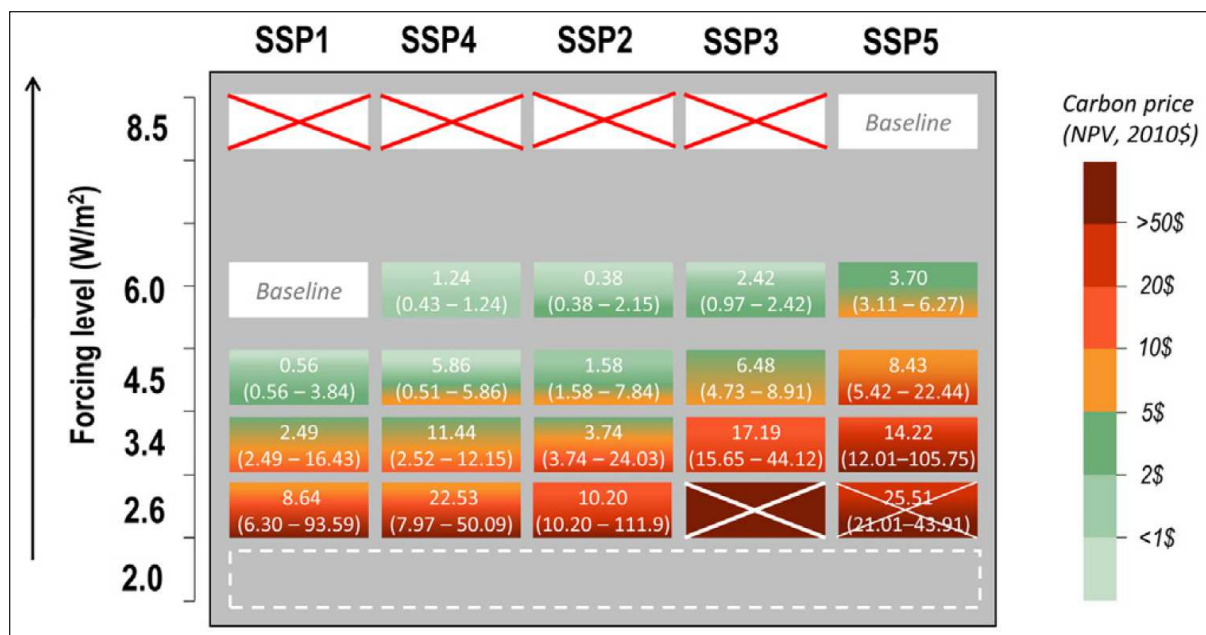 SSP1 SSP4 SSP2 SSP3 SSP5
Forcing level (W/m²)
8.5 Baseline
6.0 Baseline
1.24
(0.43 – 1.24)
0.38
(0.38 – 2.15)
2.42
(0.97 – 2.42)
3.70
(3.11 – 6.27)
4.5
0.56
(0.56 – 3.84)
5.86
(0.51 – 5.86)
1.58
(1.58 – 7.84)
6.48
(4.73 – 8.91)
8.43
(5.42 – 22.44)
3.4
2.49
(2.49 – 16.43)
11.44
(2.52 – 12.15)
3.74
(3.74 – 24.03)
17.19
(15.65 – 44.12)
14.22
(12.01–105.75)
2.6
8.64
(6.30 – 93.59)
22.53
(7.97 – 50.09)
10.20
(10.20 – 111.9)
25.51
(21.01–43.91)
2.0
Carbon price
(NPV, 2010$)
>50$
20$
10$
5$
2$
<1$